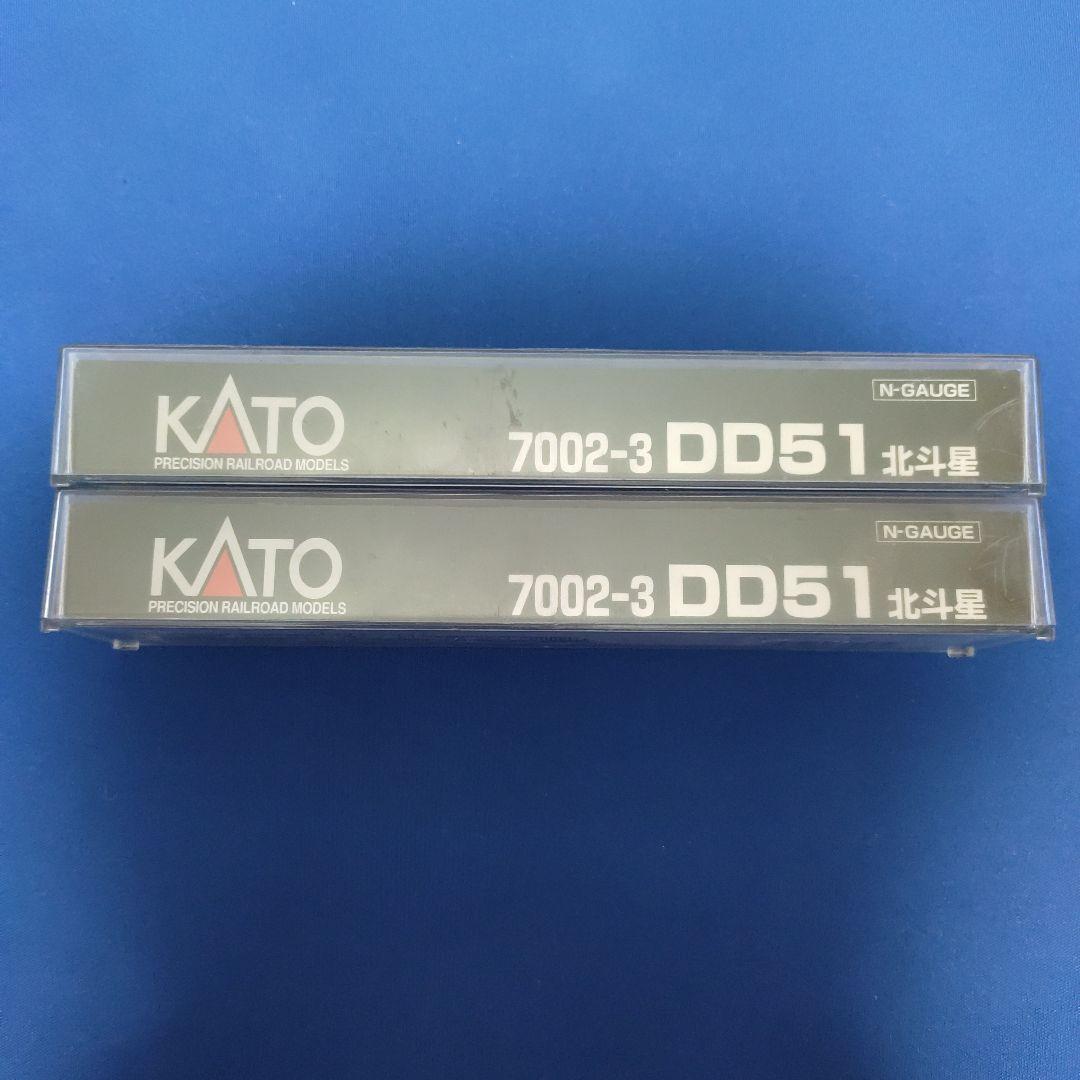 N-GAUGE
KATO
7002-3 DD51 北斗星
PRECISION RAILROAD MODELS
N-GAUGE
KATO
7002-3 DD51 北斗星
PRECISION RAILROAD MODELS